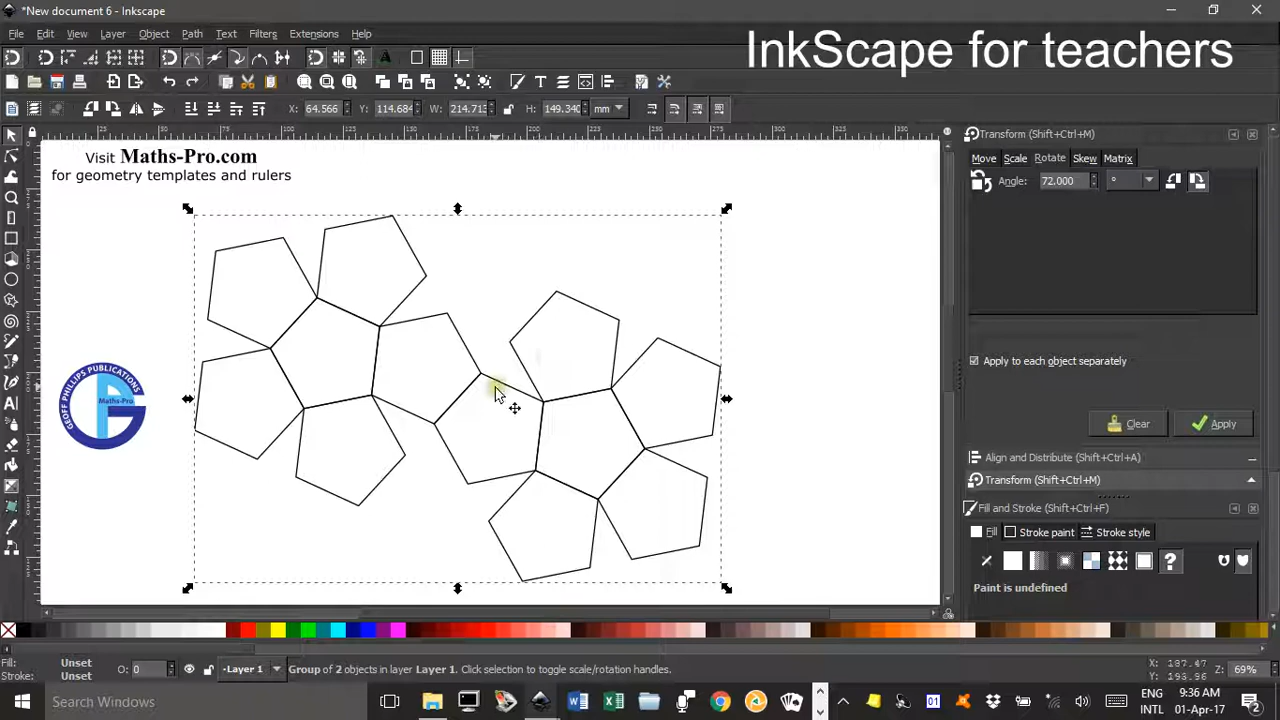 *New document 6 - Inkscape
File Edit View Layer Object Path Text Filters Extensions Help
InkScape for teachers
X: 64.566 Y: 114.684 W: 214.713 H: 149.340 mm
Visit Maths-Pro.com
for geometry templates and rulers
GEOFF PHILLIPS PUBLICATIONS
Maths-Pro
Transform (Shift+Ctrl+M)
Move Scale Rotate Skew Matrix
Angle: 72.000 °
Apply to each object separately
Clear Apply
Align and Distribute (Shift+Ctrl+A)
Transform (Shift+Ctrl+M)
Fill and Stroke (Shift+Ctrl+F)
Fill Stroke paint Stroke style
Paint is undefined
Fill: Unset
Stroke: Unset
O: 0
Layer 1
Group of 2 objects in layer Layer 1. Click selection to toggle scale/rotation handles.
Z: 69%
Search Windows
ENG
INTL
9:36 AM
01-Apr-17